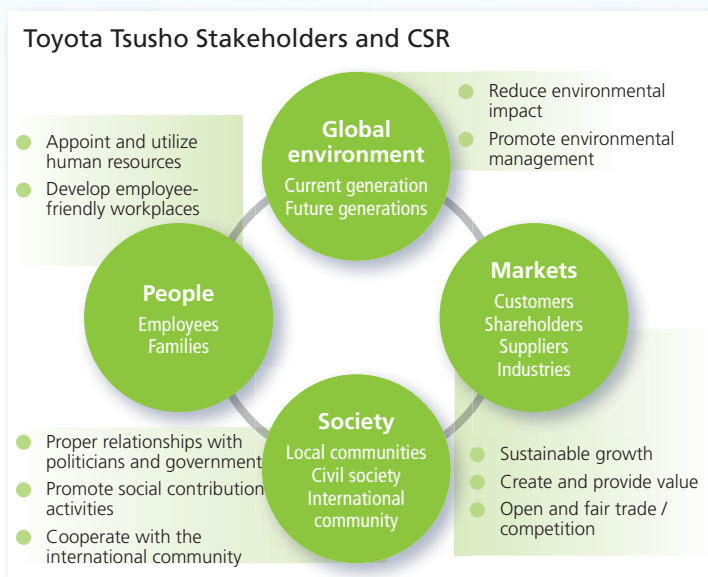 Toyota Tsusho Stakeholders and CSR
Global
environment
Current generation
Future generations
Reduce environmental
impact
Promote environmental
management
Appoint and utilize
human resources
Develop employee-
friendly workplaces
People
Employees
Families
Markets
Customers
Shareholders
Suppliers
Industries
Society
Local communities
Civil society
International
community
Proper relationships with
politicians and government
Promote social contribution
activities
Cooperate with the
international community
Sustainable growth
Create and provide value
Open and fair trade /
competition